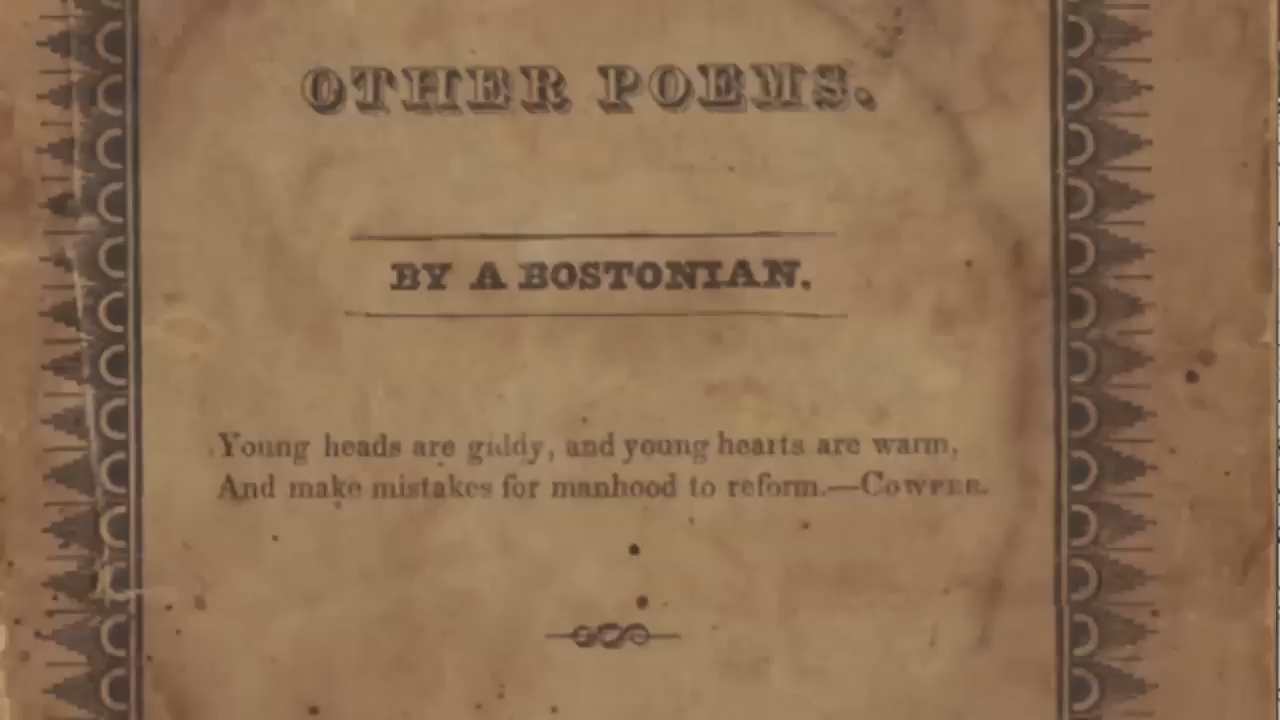 OTHER POEMS.
BY A BOSTONIAN.
Young heads are giddy, and young hearts are warm,
And make mistakes for manhood to reform.—COWPER.